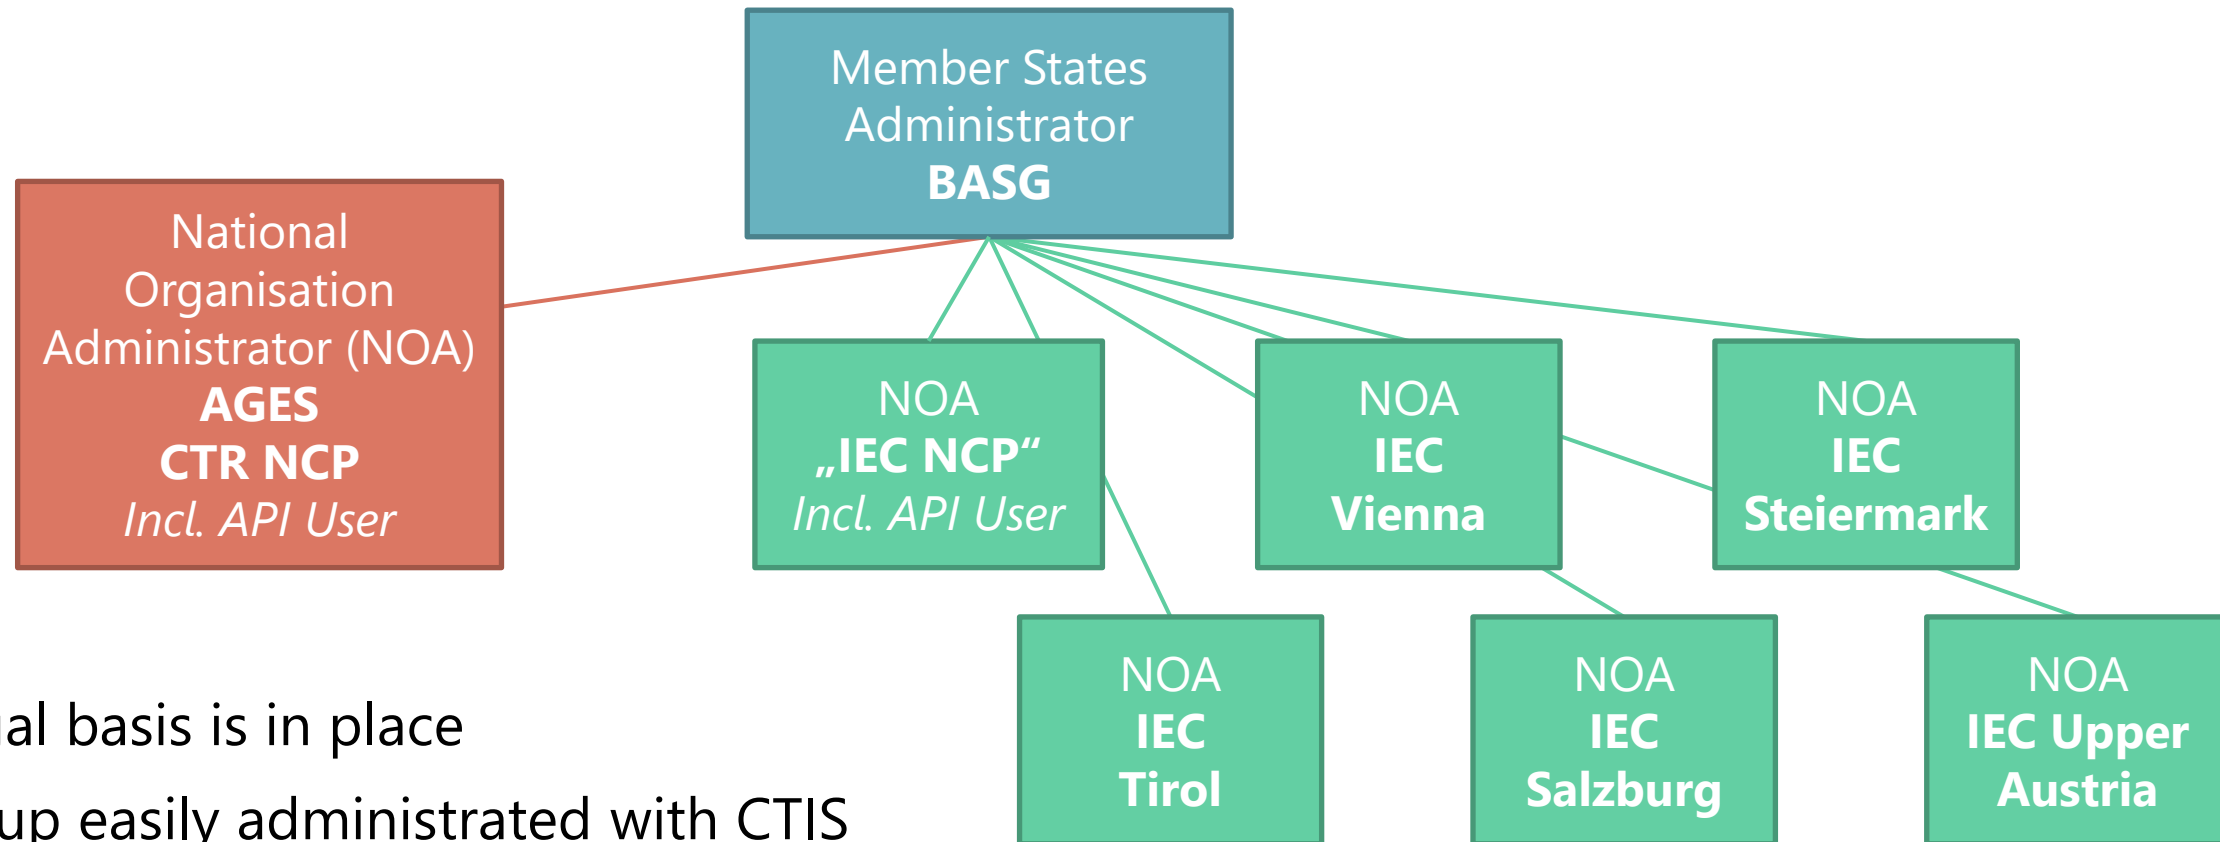 Member States
Administrator
BASG
National
Organisation
Administrator (NOA)
AGES
CTR NCP
Incl. API User
NOA
„IEC NCP“
Incl. API User
NOA
IEC
Vienna
NOA
IEC
Steiermark
NOA
IEC
Tirol
NOA
IEC
Salzburg
NOA
IEC Upper
Austria
basis is in place
easily administrated with CTIS